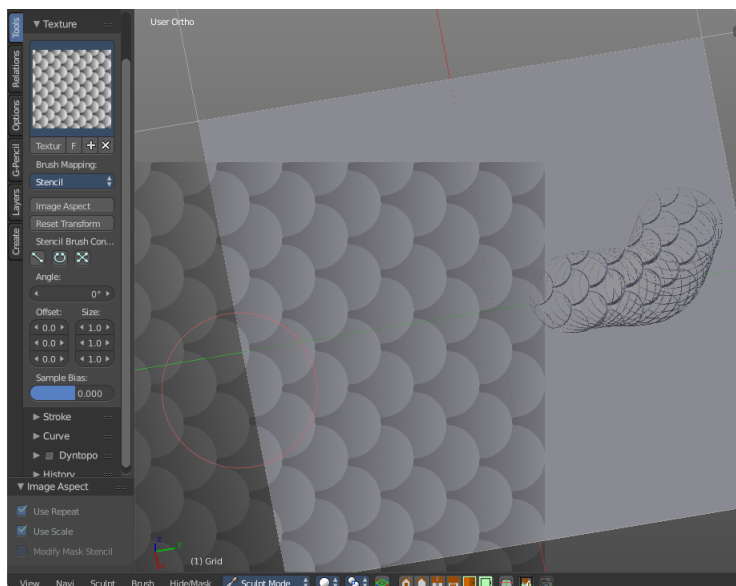 Tools
Relations
Options
G-Pencil
Layers
Create
▼ Texture
Textur F
Brush Mapping:
Stencil
Image Aspect
Reset Transform
Stencil Brush Con...
Angle:
0°
Offset: Size:
0.0 1.0
0.0 1.0
0.0 1.0
Sample Bias:
0.000
▶ Stroke
▶ Curve
▶ Dyntopo
▶ History
▼ Image Aspect
Use Repeat
Use Scale
Modify Mask Stencil
User Ortho
z
y
(1) Grid
View Navi Sculpt Brush Hide/Mask Sculpt Mode